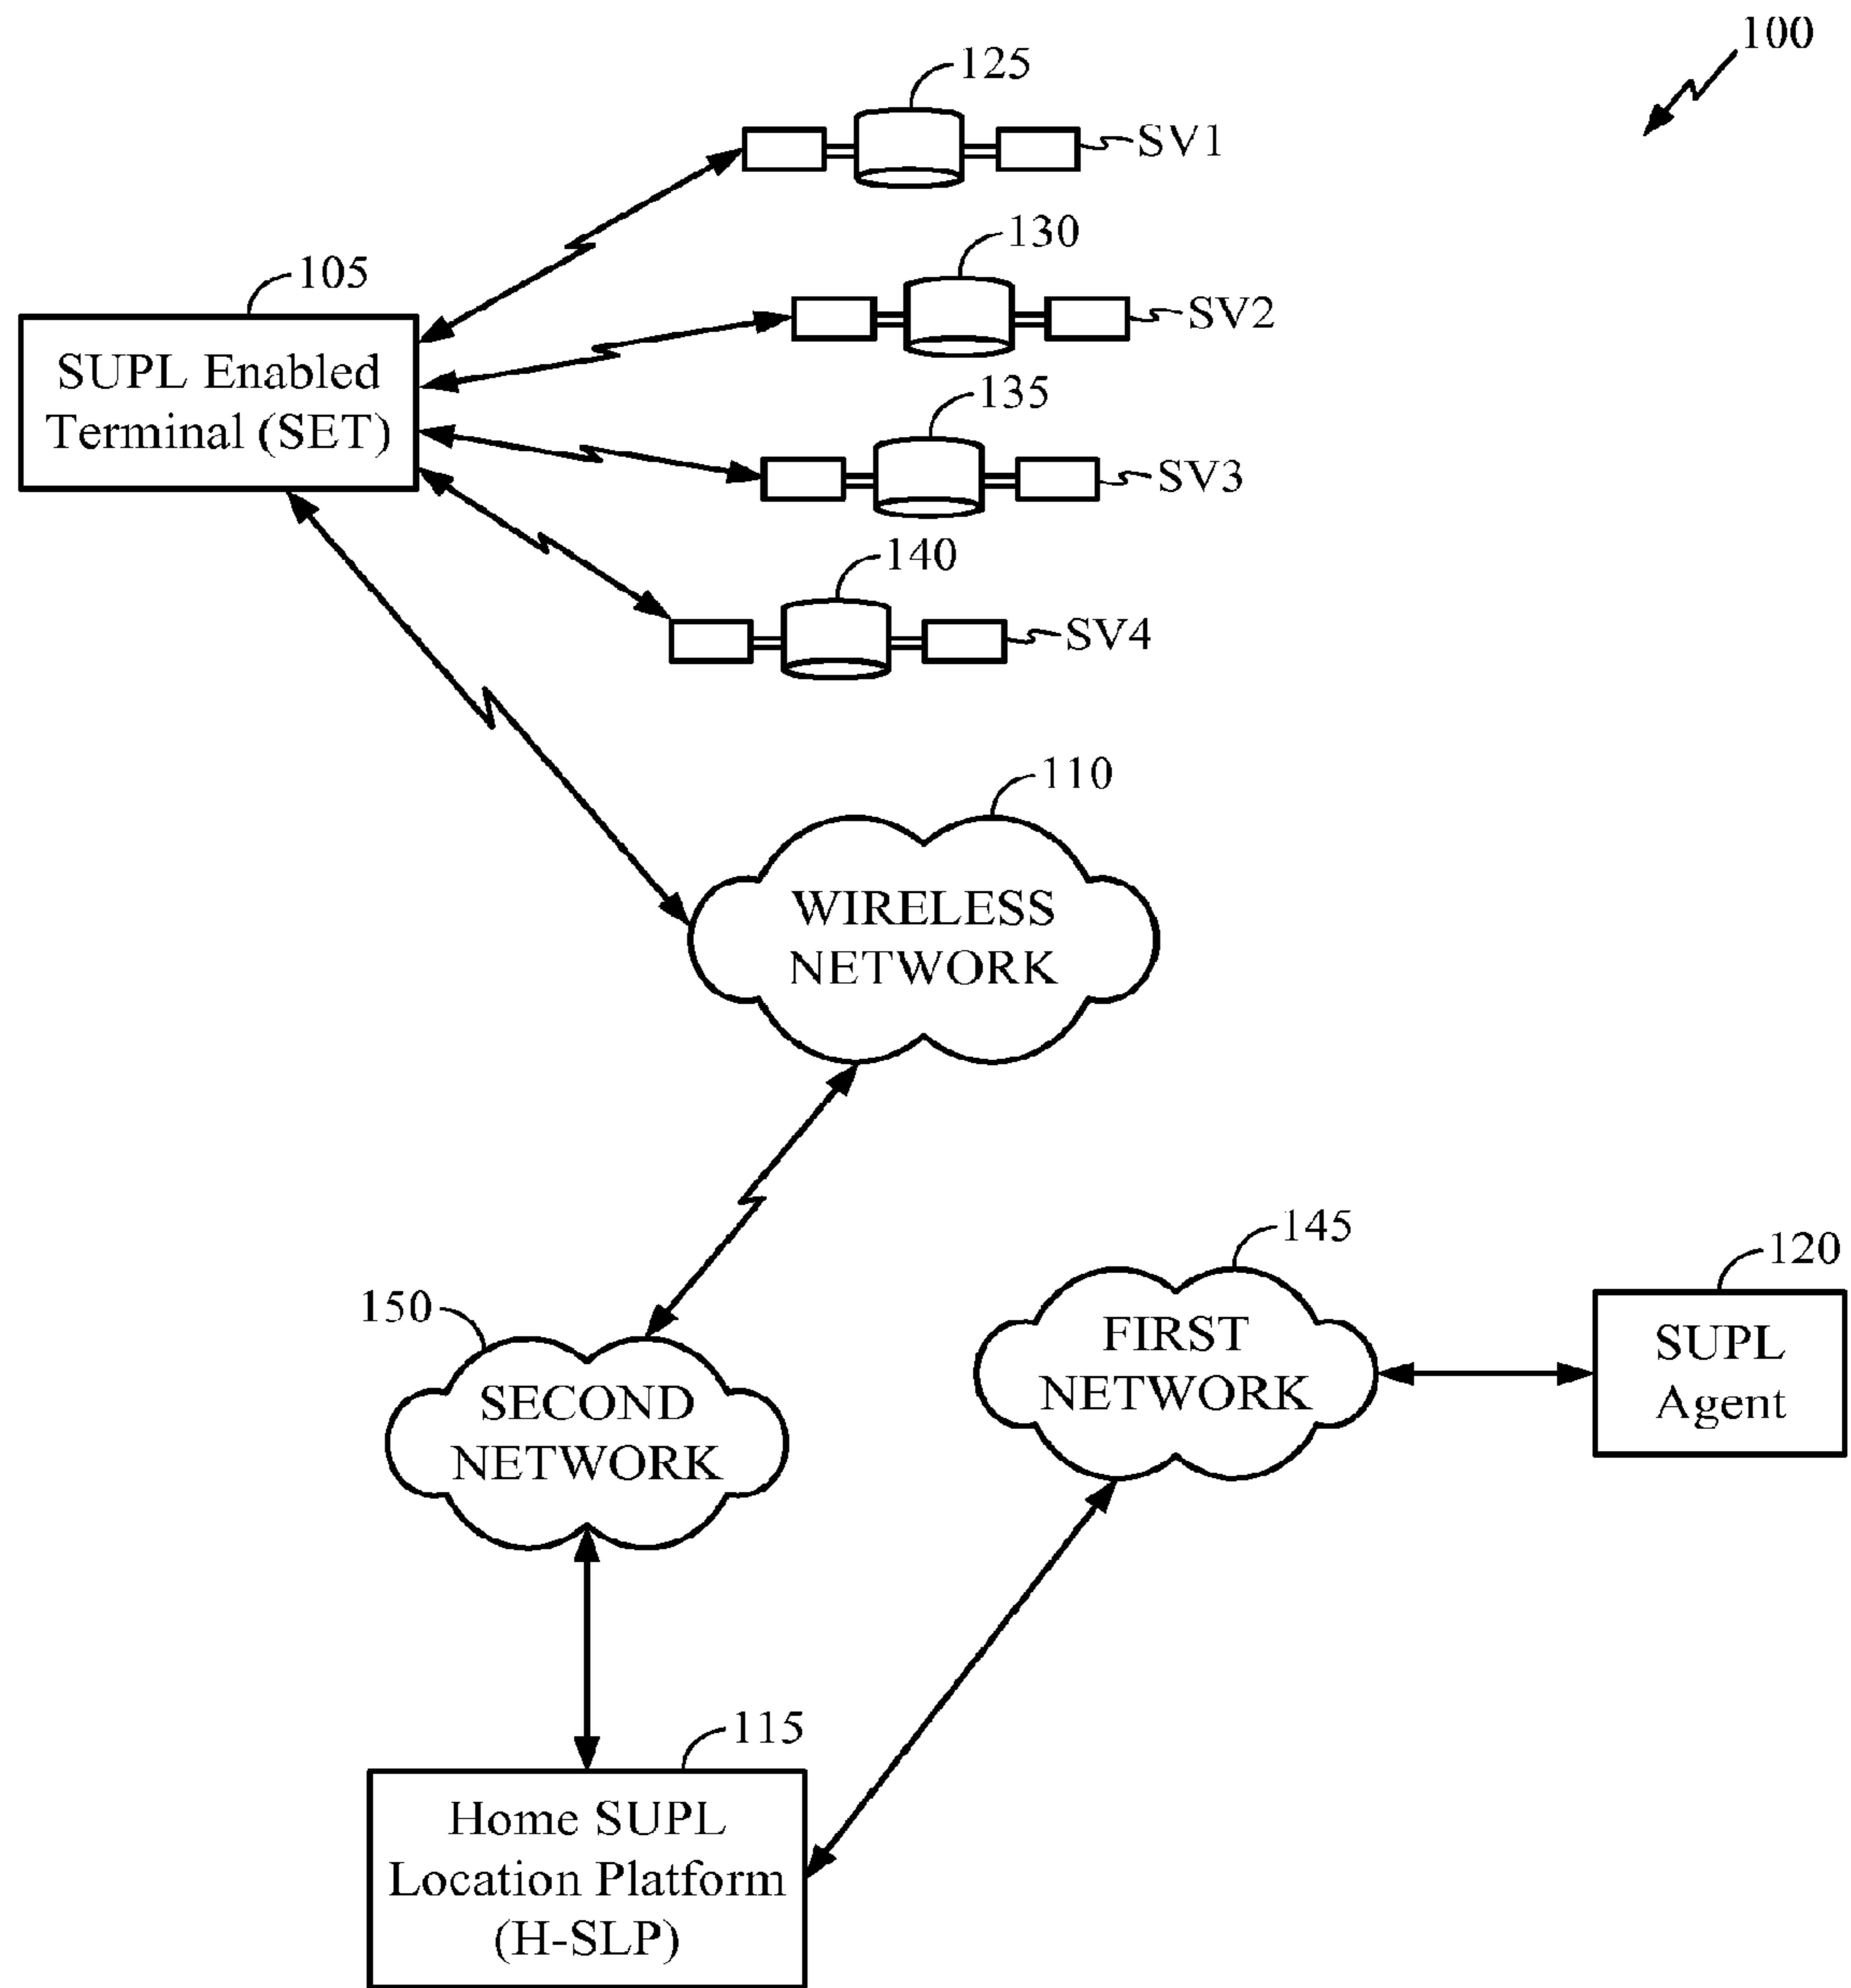 100
125
SV1
130
SV2
105
SUPL Enabled
Terminal (SET)
135
SV3
140
SV4
110
WIRELESS
NETWORK
145
FIRST
NETWORK
120
SUPL
Agent
150
SECOND
NETWORK
115
Home SUPL
Location Platform
(H-SLP)